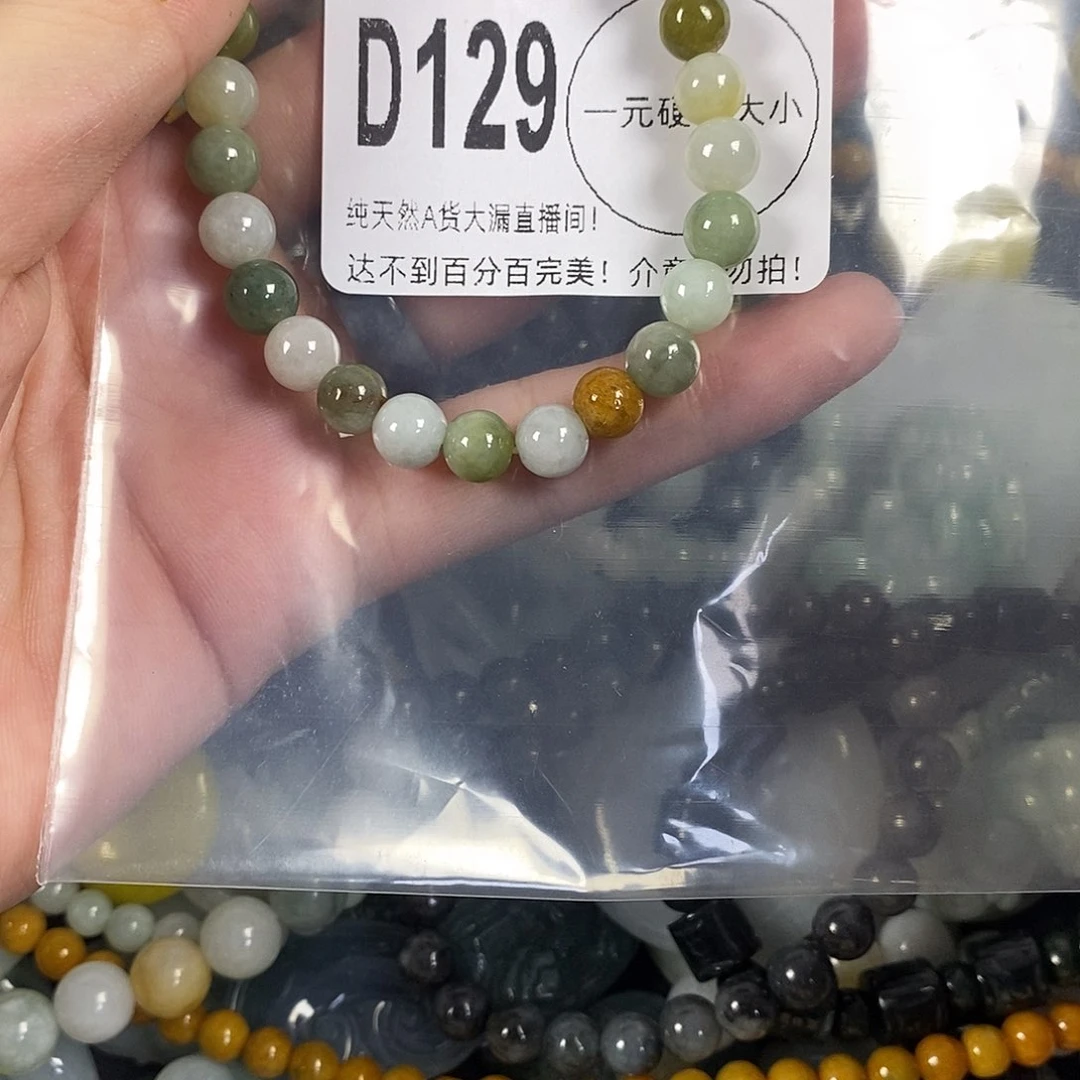 D129
一元硬 大小
纯天然A货大漏直播间！
达不到百分百完美！介 勿拍！